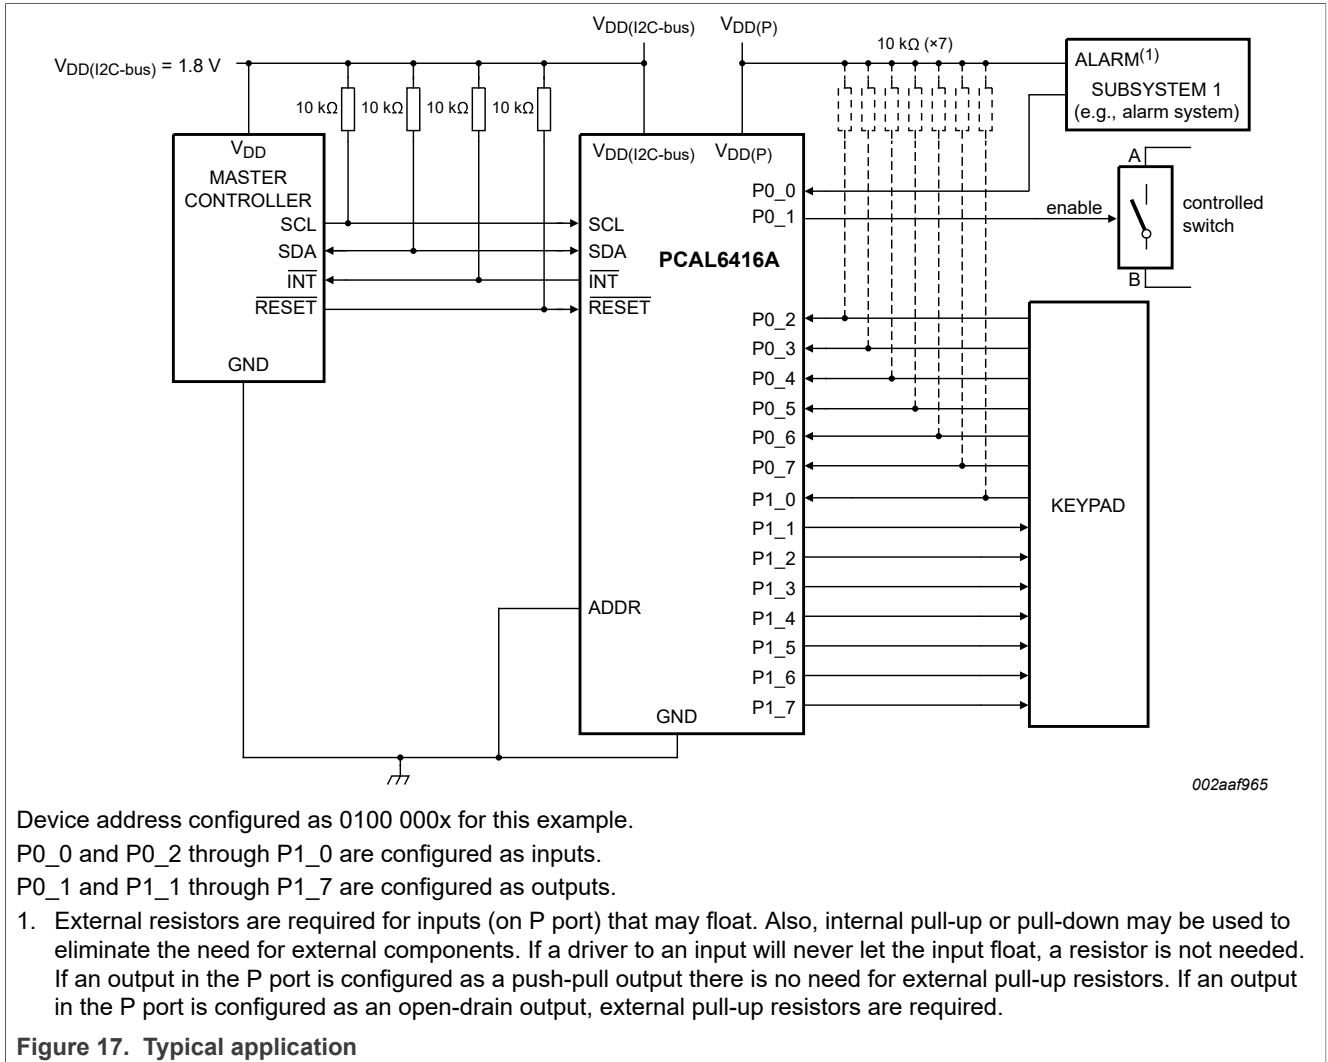 VDD(I2C-bus) VDD(P)
10 kΩ (×7)
VDD(I2C-bus) = 1.8 V
ALARM(1)
SUBSYSTEM 1
(e.g., alarm system)
10 kΩ 10 kΩ 10 kΩ 10 kΩ
VDD
MASTER
CONTROLLER
SCL
SDA
INT
RESET
GND
VDD(I2C-bus) VDD(P)
SCL
SDA
INT
RESET
PCAL6416A
ADDR
GND
P0_0
P0_1
P0_2
P0_3
P0_4
P0_5
P0_6
P0_7
P1_0
P1_1
P1_2
P1_3
P1_4
P1_5
P1_6
P1_7
enable
A
B
controlled
switch
KEYPAD
002aaf965
Device address configured as 0100 000x for this example.
P0_0 and P0_2 through P1_0 are configured as inputs.
P0_1 and P1_1 through P1_7 are configured as outputs.
1. External resistors are required for inputs (on P port) that may float. Also, internal pull-up or pull-down may be used to
eliminate the need for external components. If a driver to an input will never let the input float, a resistor is not needed.
If an output in the P port is configured as a push-pull output there is no need for external pull-up resistors. If an output
in the P port is configured as an open-drain output, external pull-up resistors are required.
Figure 17. Typical application